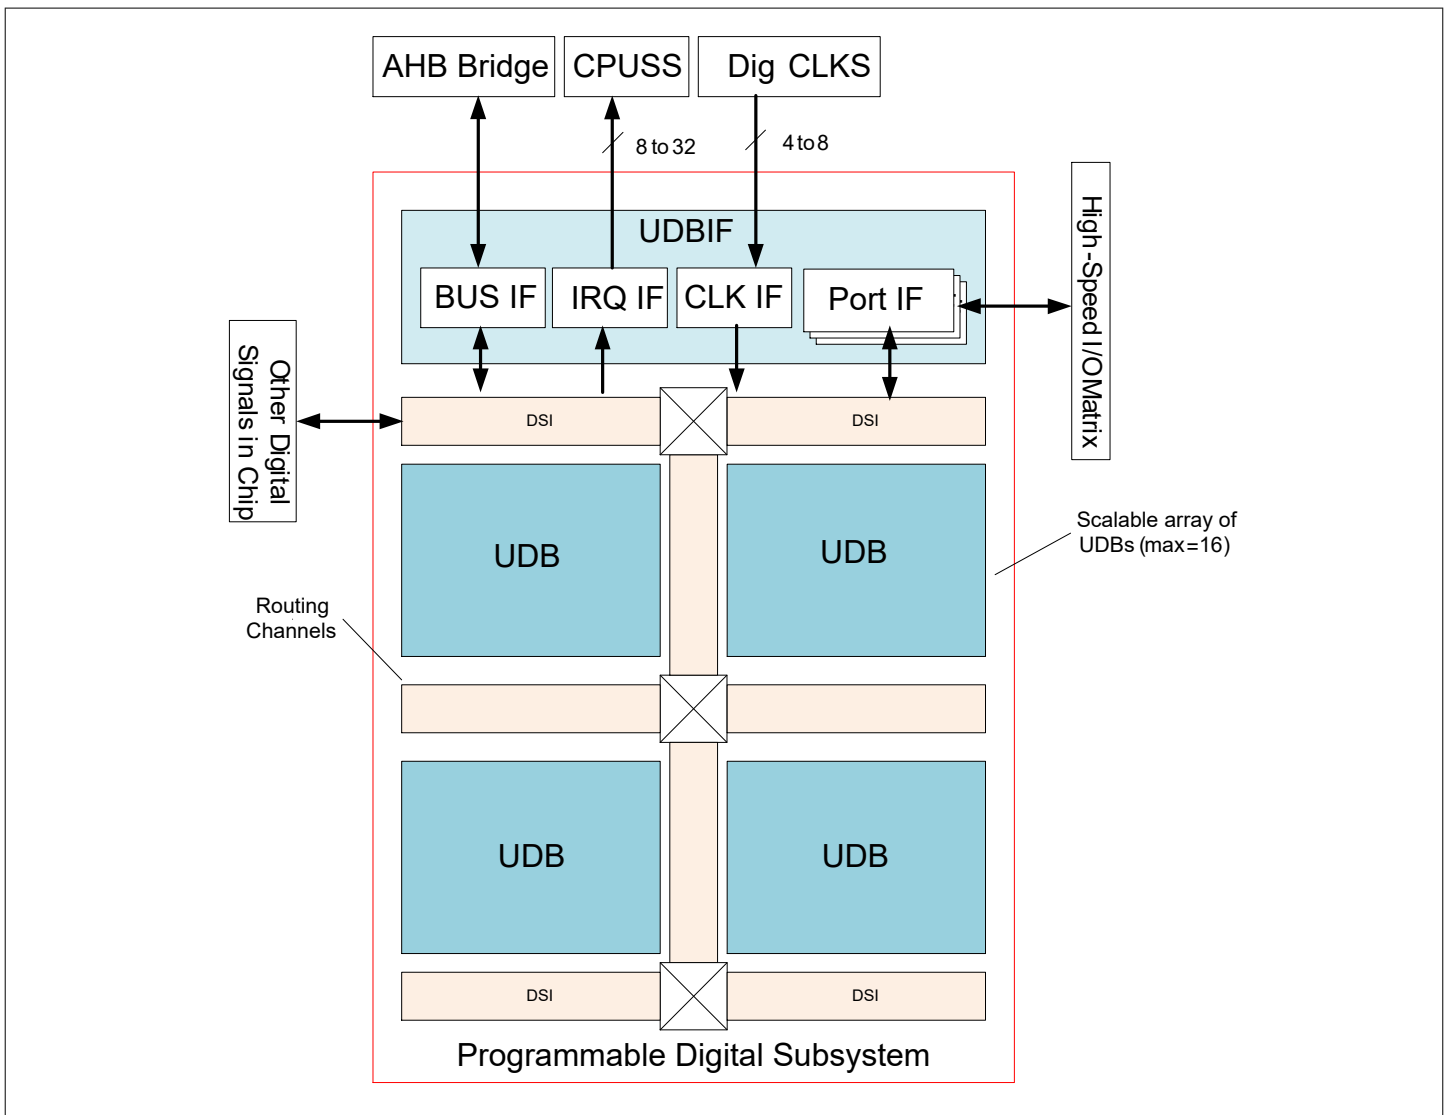 AHB Bridge
CPUSS
Dig CLKS
8 to 32
4 to 8
UDBIF
BUS IF
IRQ IF
CLK IF
Port IF
High-Speed I/OMatrix
Other Digital
Signals in Chip
DSI
DSI
UDB
UDB
Scalable array of
UDBs (max=16)
Routing
Channels
UDB
UDB
DSI
DSI
Programmable Digital Subsystem